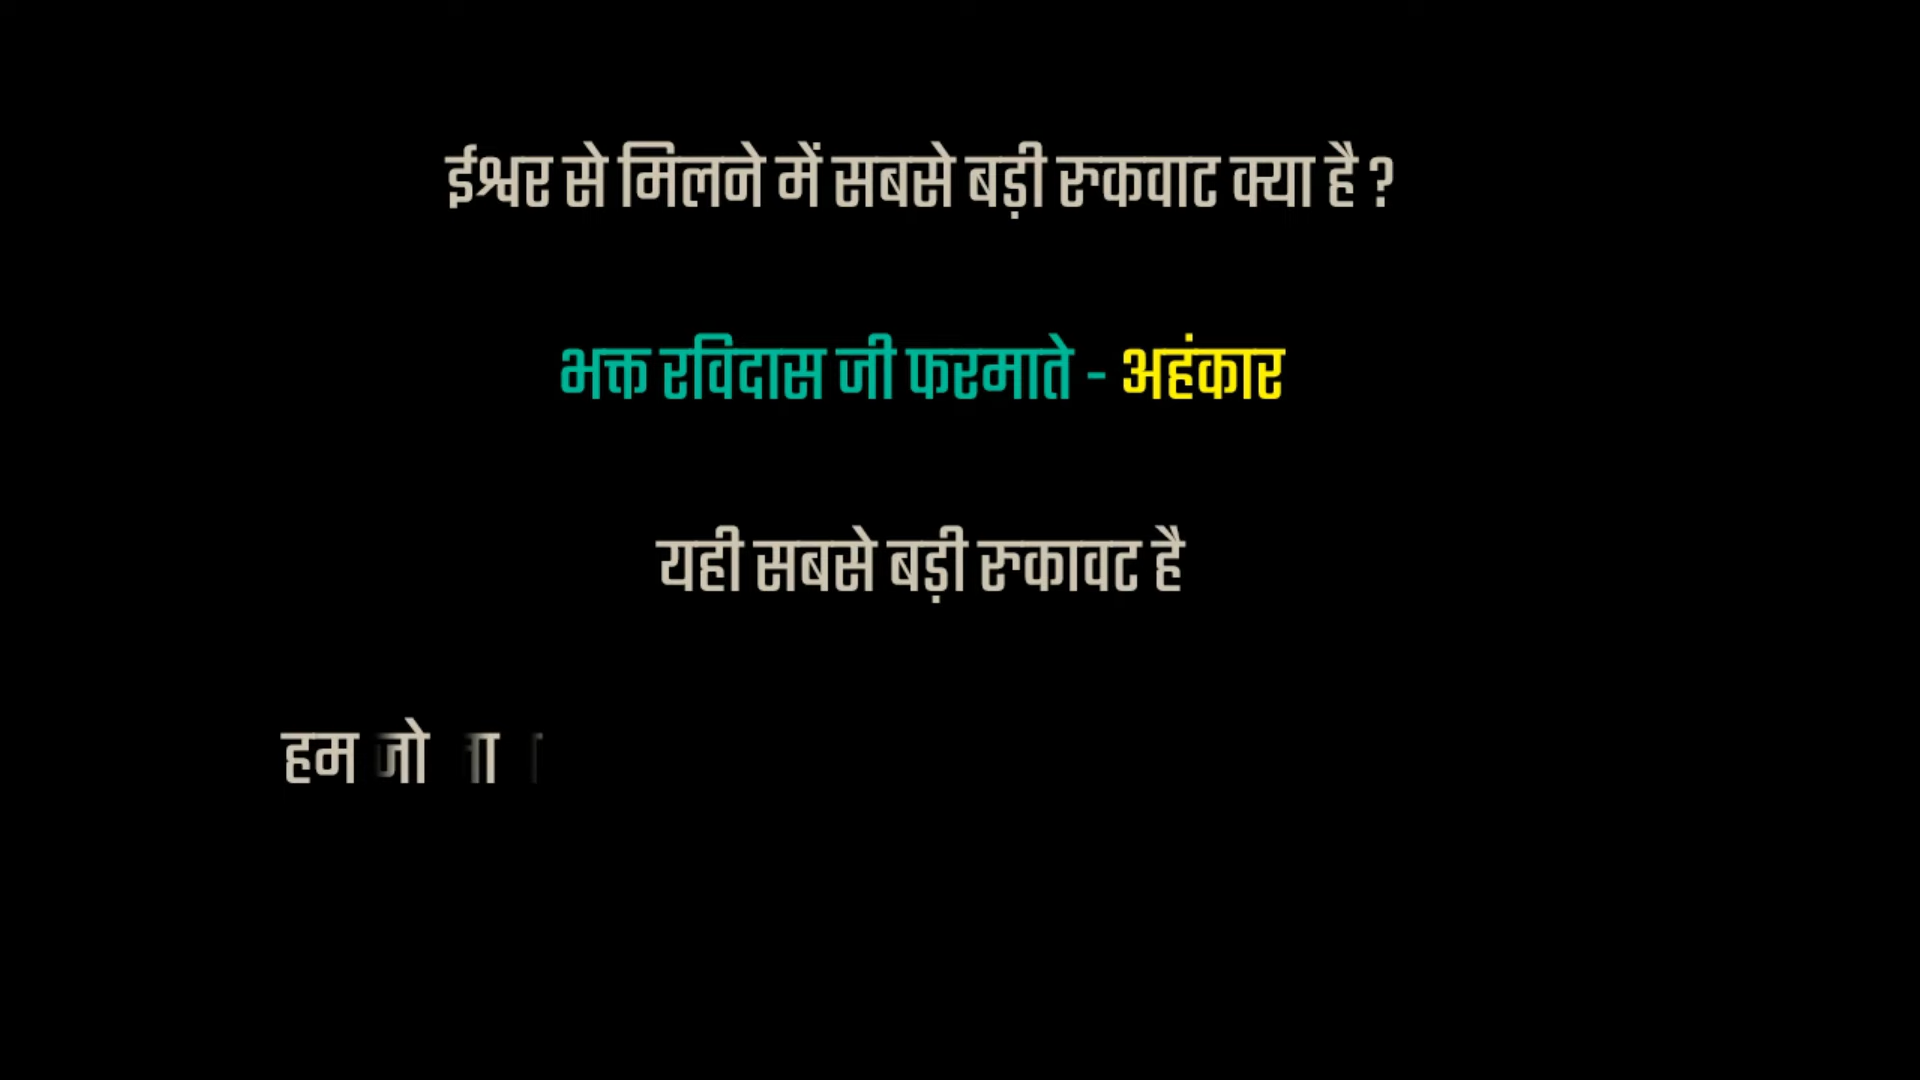 ईश्वर से मिलने में सबसे बड़ी रुकवाट क्या है ?
भक्त रविदास जी फरमाते - अहंकार
यही सबसे बड़ी रुकावट है
हम जो